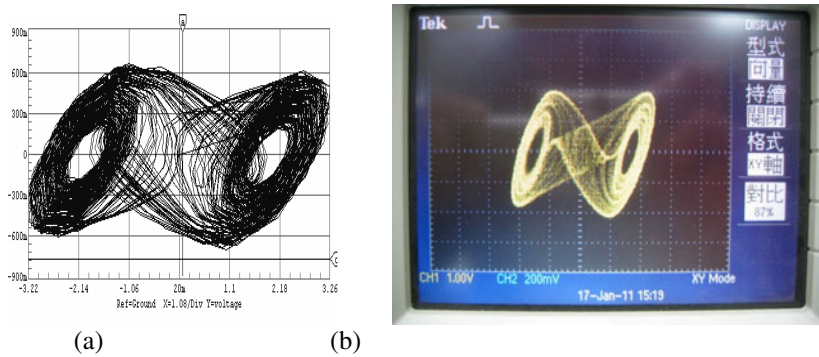 a
900m
600m
300m
0
-300m
-600m
-900m
-3.22 -2.14 -1.06 20m 1.1 2.18 3.26
Ref=Ground X=1.08/Div Y=voltage
(a)
Tek
DISPLAY
型式
向量
持續
關閉
格式
XY軸
對比
87%
CH1 1.00V CH2 200mV XY Mode
17-Jan-11 15:19
(b)